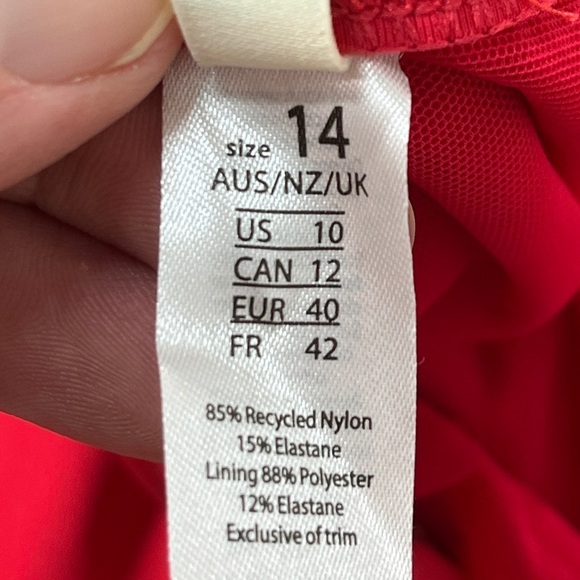 size 14
AUS/NZ/UK
US 10
CAN 12
EUR 40
FR 42
85% Recycled Nylon
15% Elastane
Lining 88% Polyester
12% Elastane
Exclusive of trim